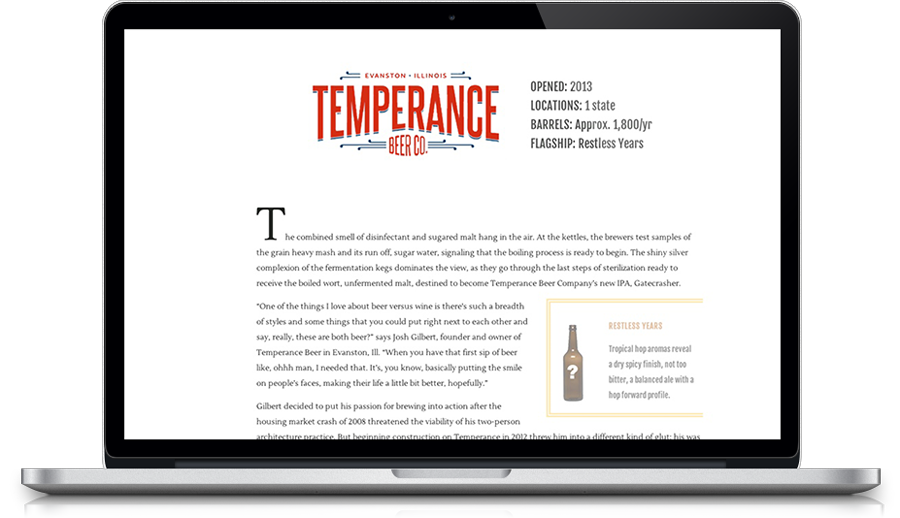 EVANSTON • ILLINOIS
TEMPERANCE
BEER CO.
OPENED: 2013
LOCATIONS: 1 state
BARRELS: Approx. 1,800/yr
FLAGSHIP: Restless Years
The combined smell of disinfectant and sugared malt hang in the air. At the kettles, the brewers test samples of
the grain heavy mash and its run off, sugar water, signaling that the boiling process is ready to begin. The shiny silver
complexion of the fermentation kegs dominates the view, as they go through the last steps of sterilization ready to
receive the boiled wort, unfermented malt, destined to become Temperance Beer Company's new IPA, Gatecrasher.
"One of the things I love about beer versus wine is there's such a breadth
of styles and some things that you could put right next to each other and
say, really, these are both beer?" says Josh Gilbert, founder and owner of
Temperance Beer in Evanston, Ill. "When you have that first sip of beer
like, ohhh man, I needed that. It's, you know, basically putting the smile
on people's faces, making their life a little bit better, hopefully."
?
RESTLESS YEARS
Tropical hop aromas reveal
a dry spicy finish, not too
bitter, a balanced ale with a
hop forward profile.
Gilbert decided to put his passion for brewing into action after the
housing market crash of 2008 threatened the viability of his two-person
architecture practice. But beginning construction on Temperance in 2012 threw him into a different kind of glut: his was